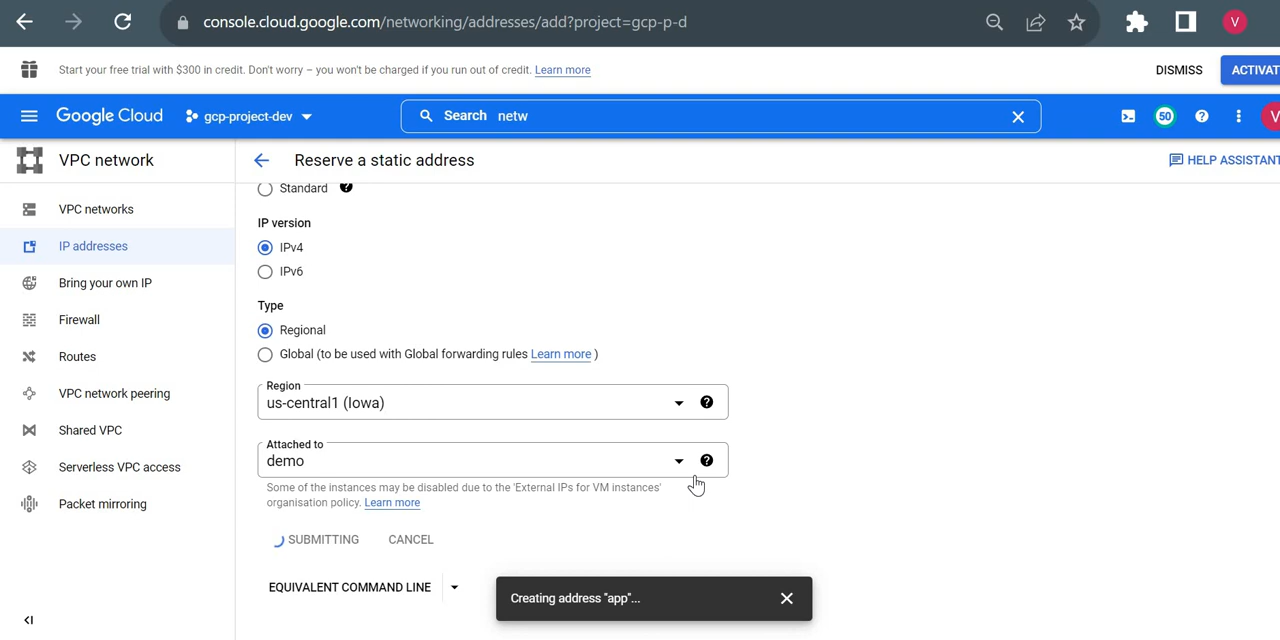 console.cloud.google.com/networking/addresses/add?project=gcp-p-d
V
Start your free trial with $300 in credit. Don't worry – you won't be charged if you run out of credit. Learn more
DISMISS
ACTIVAT
Google Cloud
gcp-project-dev
Search netw
50
V
VPC network
Reserve a static address
HELP ASSISTANT
Standard
VPC networks
IP addresses
Bring your own IP
Firewall
Routes
VPC network peering
Shared VPC
Serverless VPC access
Packet mirroring
IP version
IPv4
IPv6
Type
Regional
Global (to be used with Global forwarding rules Learn more )
Region
us-central1 (Iowa)
Attached to
demo
Some of the instances may be disabled due to the 'External IPs for VM instances'
organisation policy. Learn more
SUBMITTING
CANCEL
EQUIVALENT COMMAND LINE
Creating address "app"...